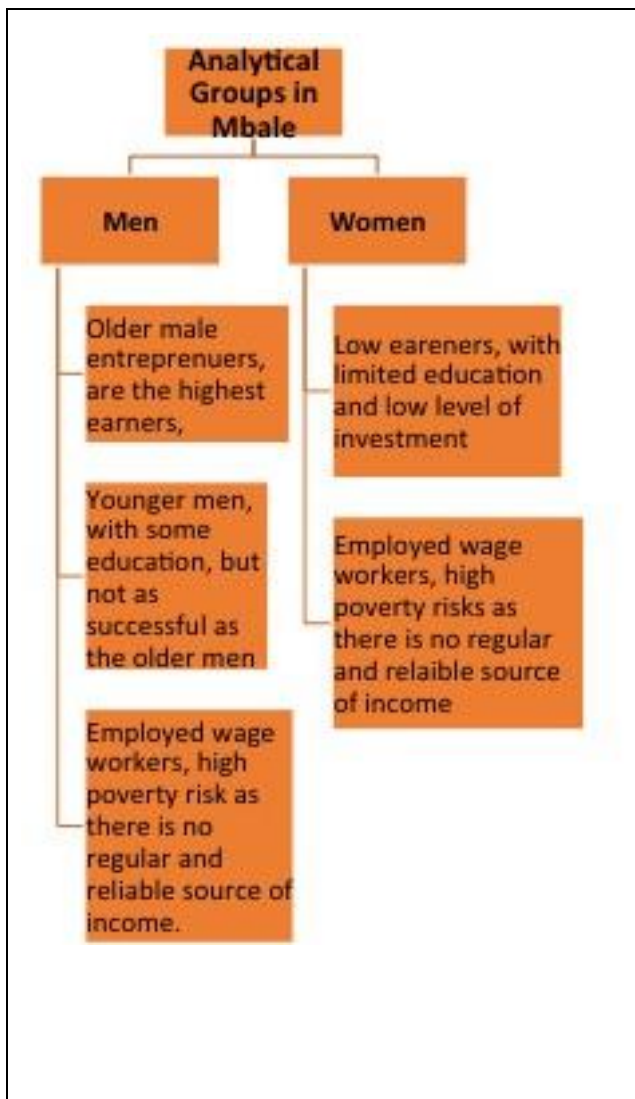 Analytical
Groups in
Mbale
Men
Women
Older male
entreprenuers,
are the highest
earners,
Younger men,
with some
education, but
not as
successful as
the older men
Employed wage
workers, high
poverty risk as
there is no
regular and
reliable source of
income.
Low eareners, with
limited education
and low level of
investment
Employed wage
workers, high
poverty risks as
there is no regular
and relaible source
of income